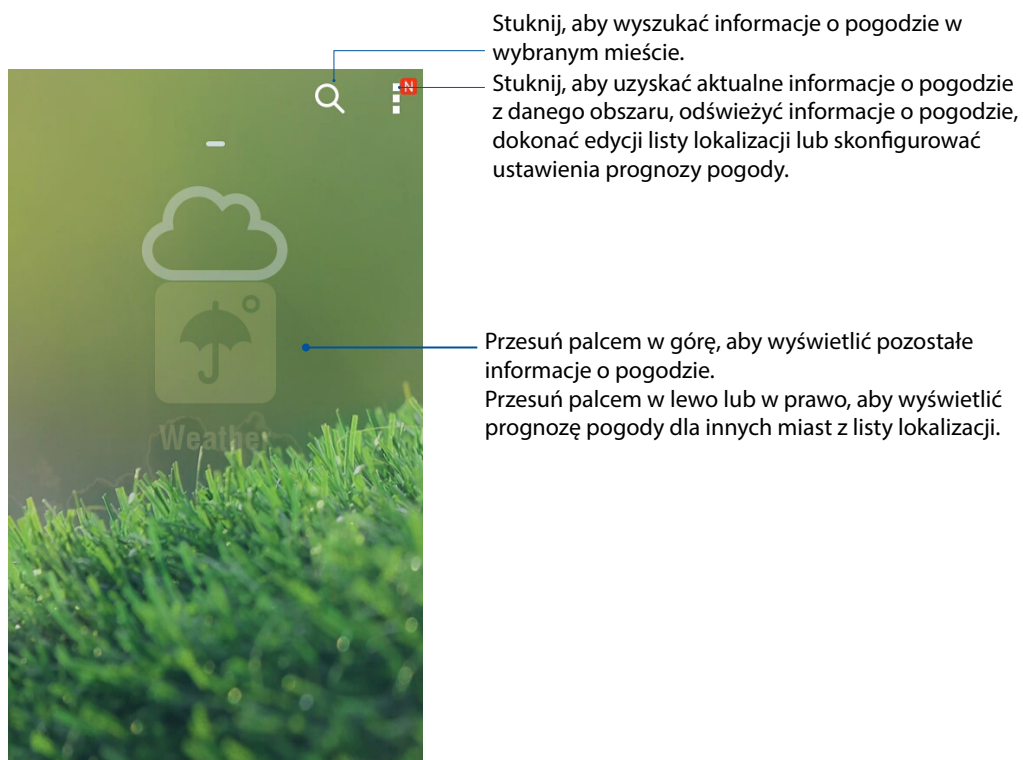 Stuknij, aby wyszukać informacje o pogodzie w
wybranym mieście.
Stuknij, aby uzyskać aktualne informacje o pogodzie
z danego obszaru, odświeżyć informacje o pogodzie,
dokonać edycji listy lokalizacji lub skonfigurować
ustawienia prognozy pogody.
N
Przesuń palcem w górę, aby wyświetlić pozostałe
informacje o pogodzie.
Przesuń palcem w lewo lub w prawo, aby wyświetlić
prognozę pogody dla innych miast z listy lokalizacji.
Weather